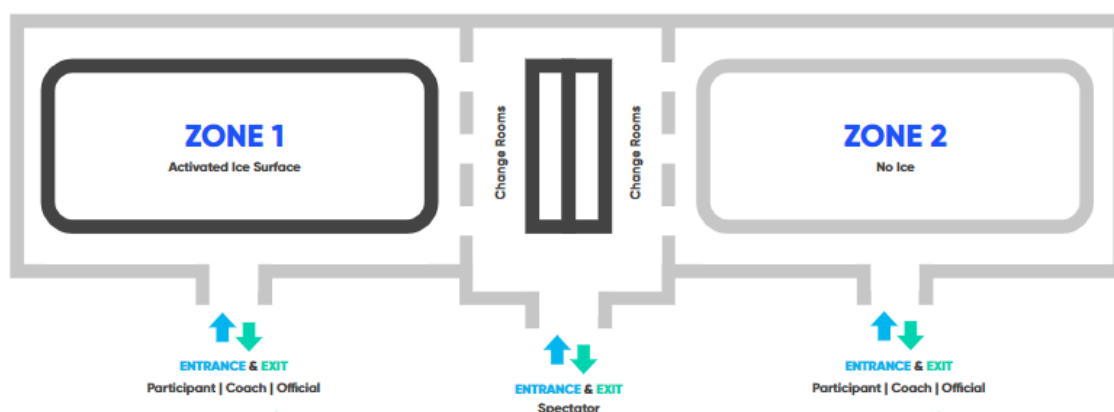 ZONE 1
Activated Ice Surface
Change Rooms
Change Rooms
ZONE 2
No Ice
ENTRANCE & EXIT
Participant | Coach | Official
ENTRANCE & EXIT
Spectator
ENTRANCE & EXIT
Participant | Coach | Official